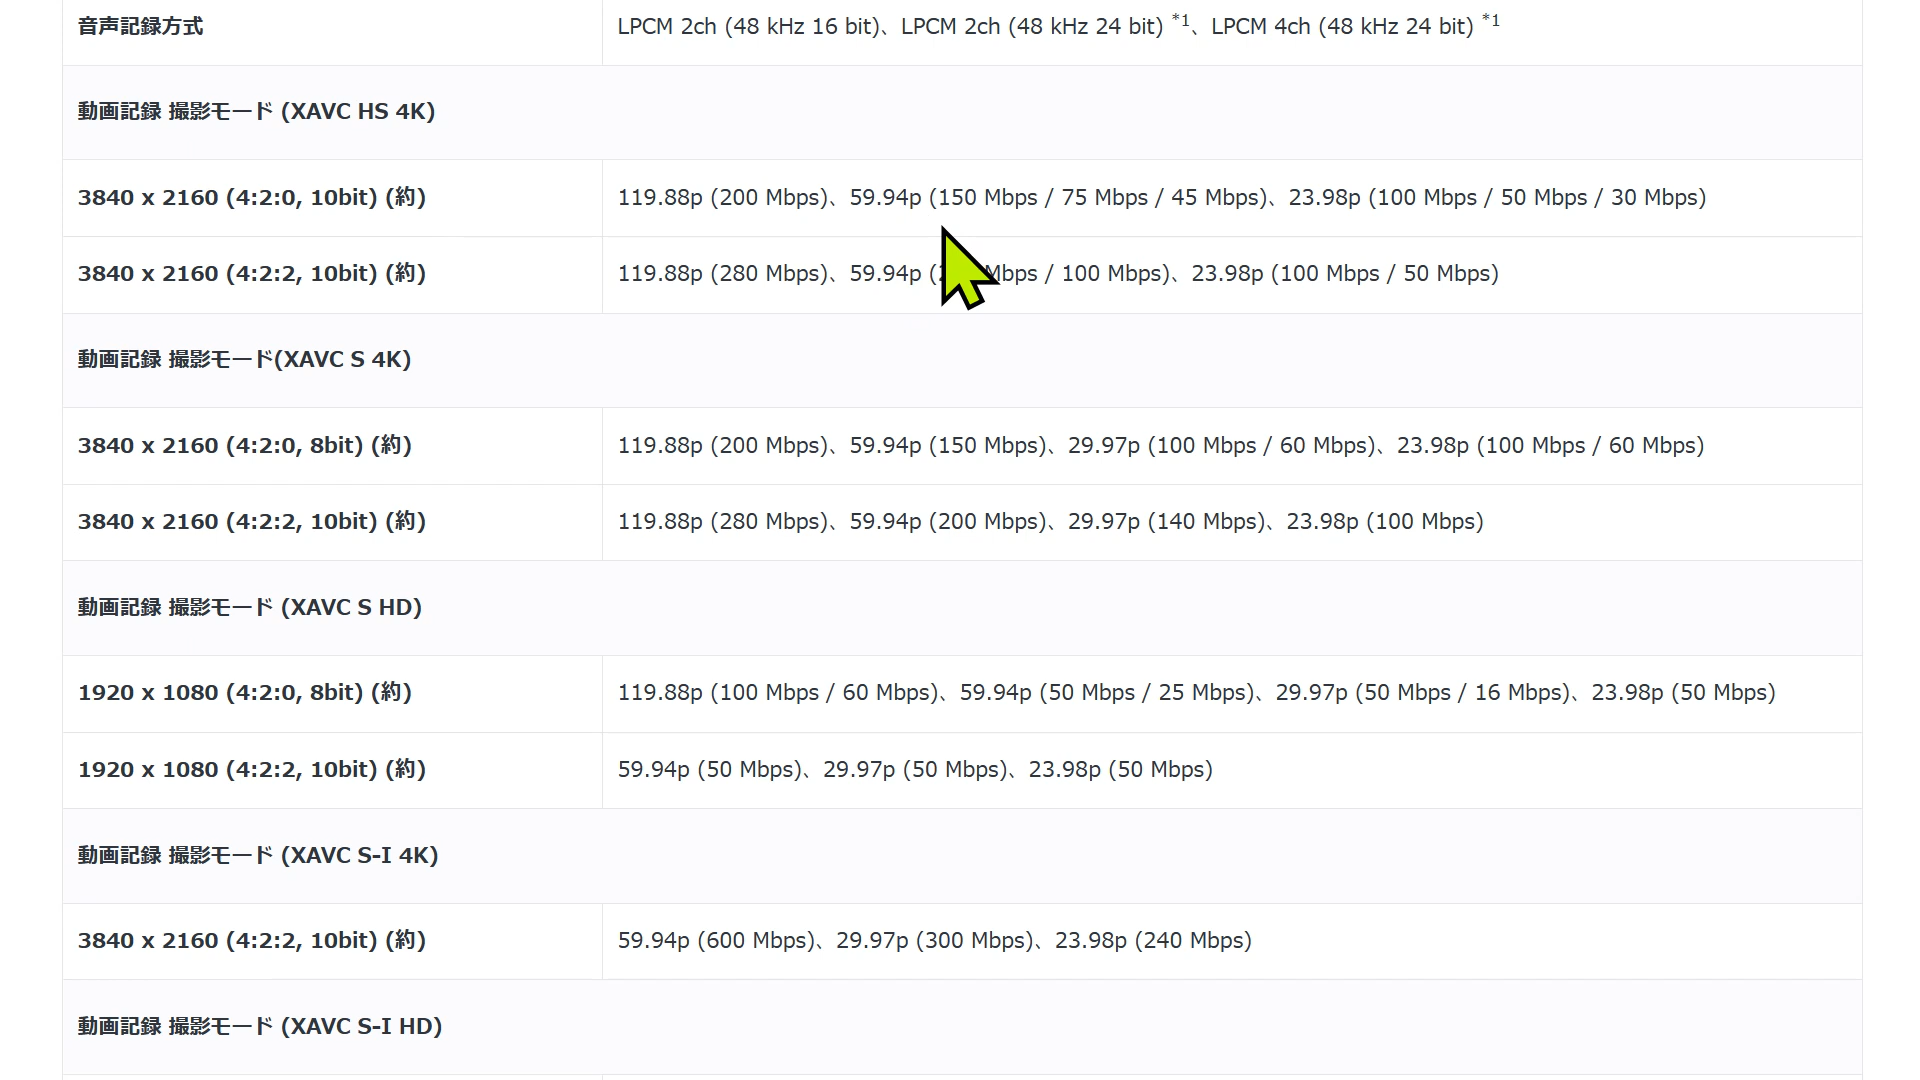 音声記録方式
LPCM 2ch (48 kHz 16 bit)、LPCM 2ch (48 kHz 24 bit) *1、LPCM 4ch (48 kHz 24 bit) *1
動画記録 撮影モード (XAVC HS 4K)
3840 x 2160 (4:2:0, 10bit) (約)
119.88p (200 Mbps)、59.94p (150 Mbps / 75 Mbps / 45 Mbps)、23.98p (100 Mbps / 50 Mbps / 30 Mbps)
3840 x 2160 (4:2:2, 10bit) (約)
119.88p (280 Mbps)、59.94p ( Mbps / 100 Mbps)、23.98p (100 Mbps / 50 Mbps)
動画記録 撮影モード(XAVC S 4K)
3840 x 2160 (4:2:0, 8bit) (約)
119.88p (200 Mbps)、59.94p (150 Mbps)、29.97p (100 Mbps / 60 Mbps)、23.98p (100 Mbps / 60 Mbps)
3840 x 2160 (4:2:2, 10bit) (約)
119.88p (280 Mbps)、59.94p (200 Mbps)、29.97p (140 Mbps)、23.98p (100 Mbps)
動画記録 撮影モード (XAVC S HD)
1920 x 1080 (4:2:0, 8bit) (約)
119.88p (100 Mbps / 60 Mbps)、59.94p (50 Mbps / 25 Mbps)、29.97p (50 Mbps / 16 Mbps)、23.98p (50 Mbps)
1920 x 1080 (4:2:2, 10bit) (約)
59.94p (50 Mbps)、29.97p (50 Mbps)、23.98p (50 Mbps)
動画記録 撮影モード (XAVC S-I 4K)
3840 x 2160 (4:2:2, 10bit) (約)
59.94p (600 Mbps)、29.97p (300 Mbps)、23.98p (240 Mbps)
動画記録 撮影モード (XAVC S-I HD)